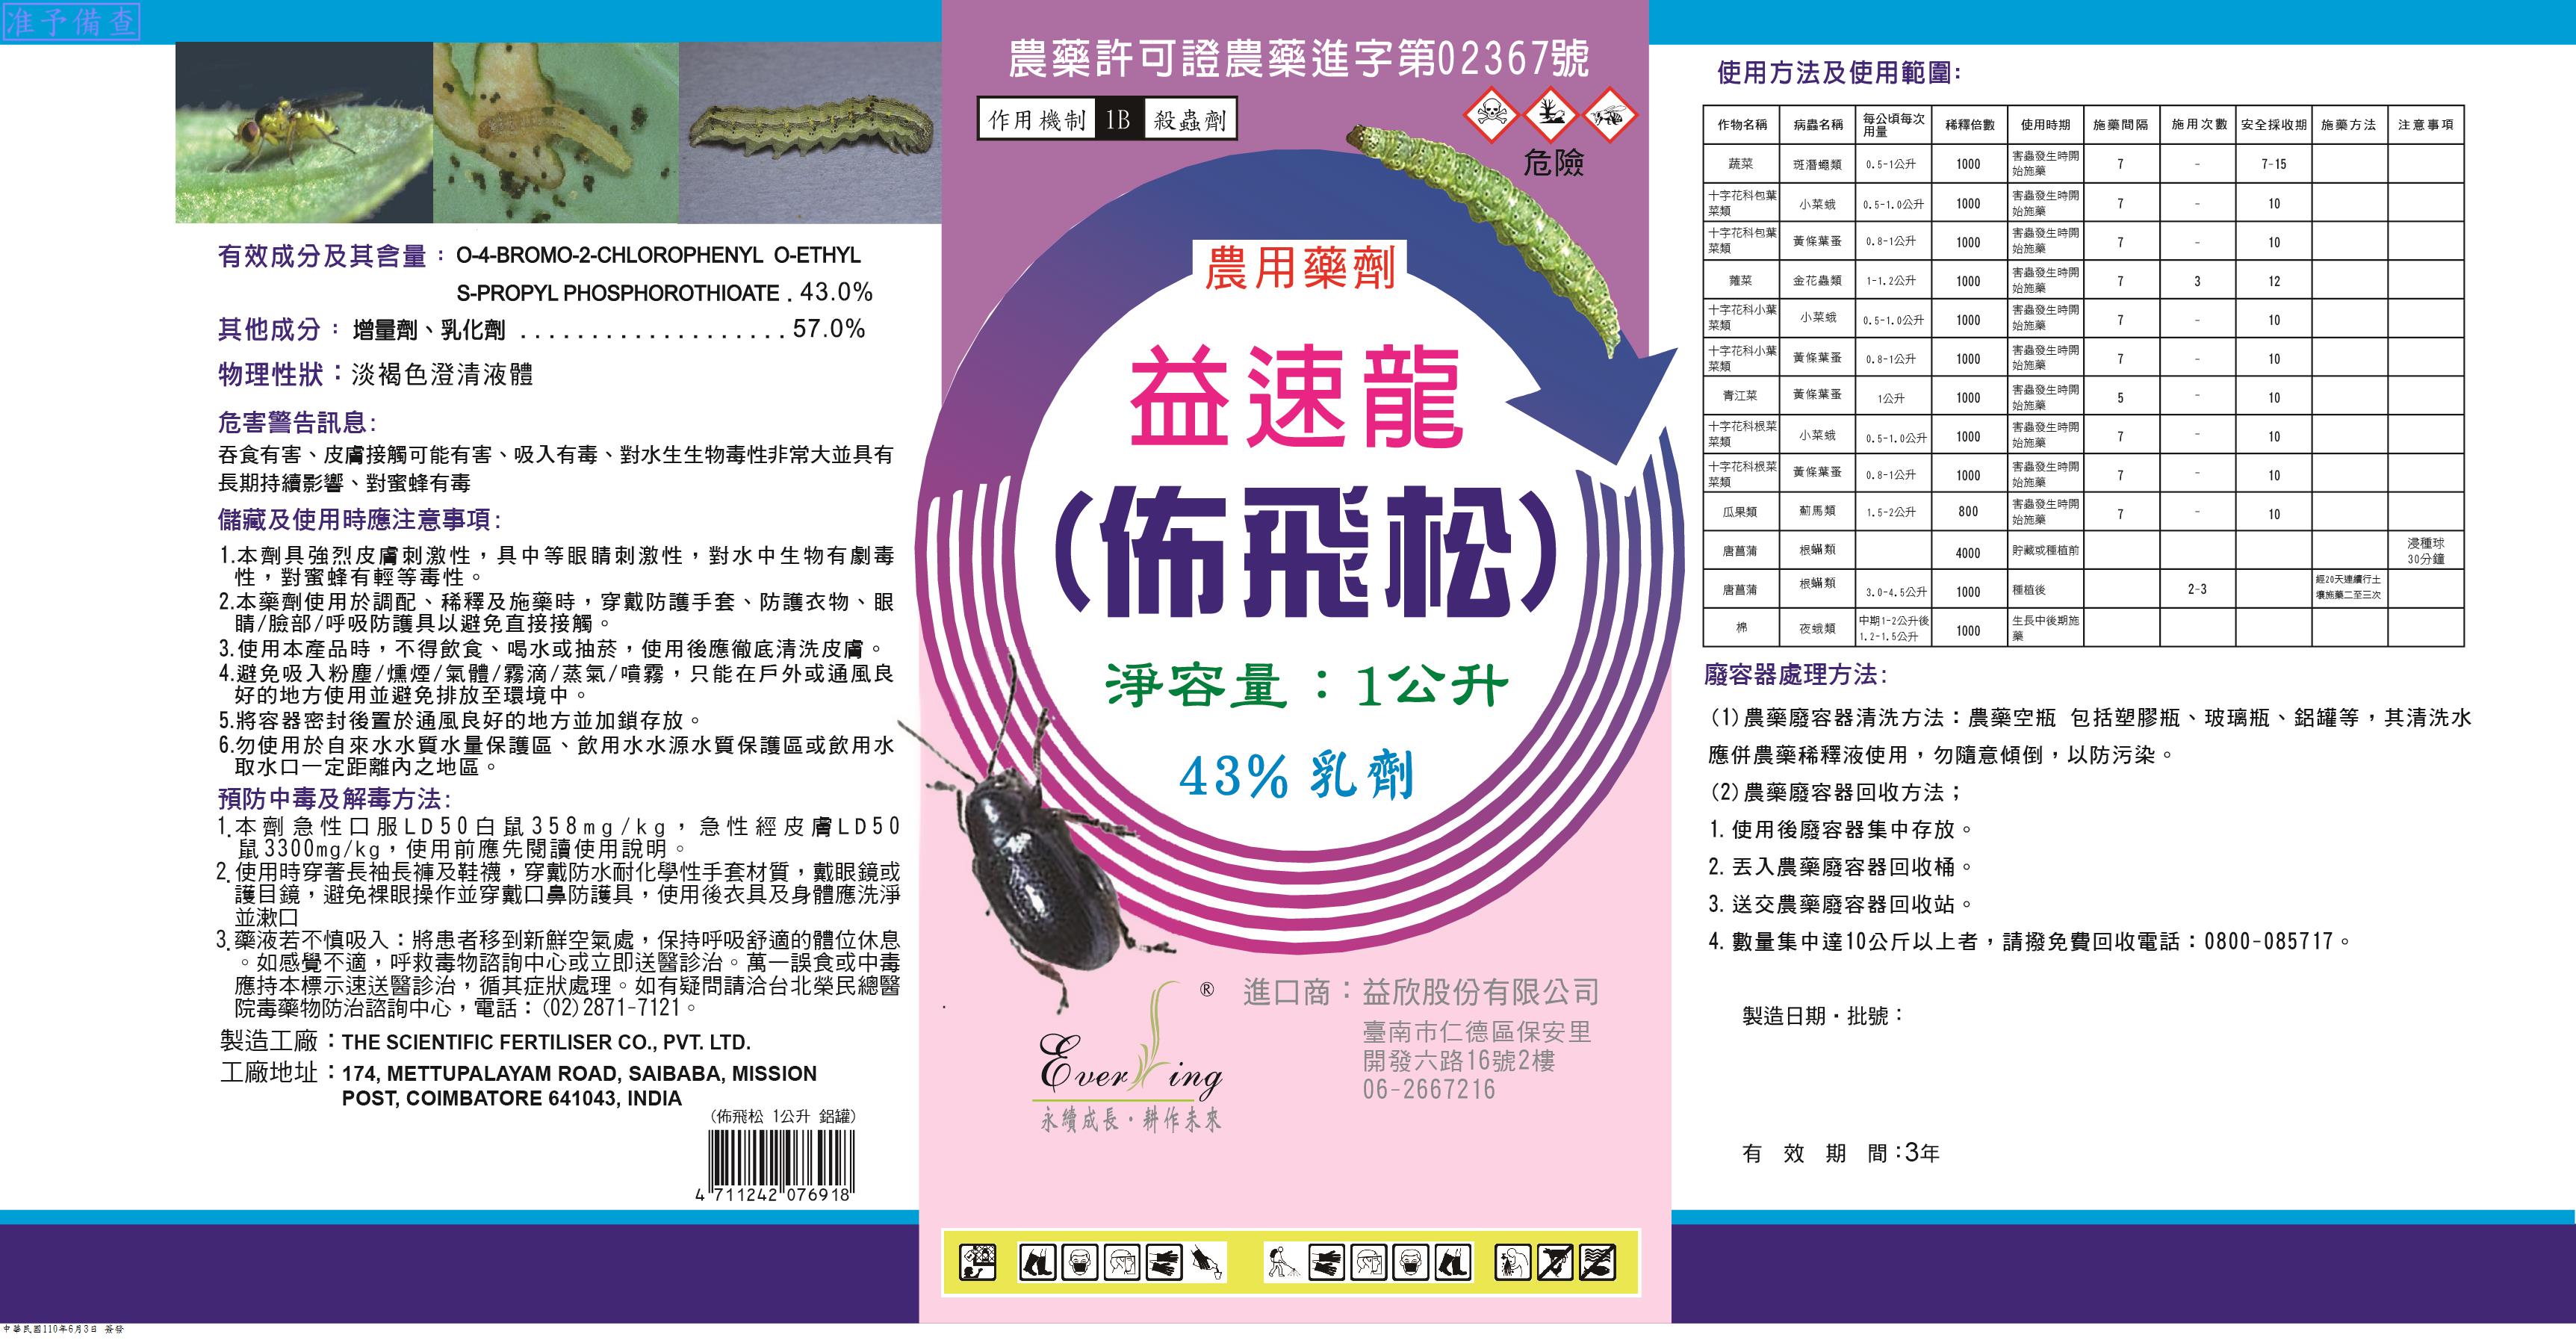 准予備查
有效成分及其含量：O-4-BROMO-2-CHLOROPHENYL O-ETHYL
S-PROPYL PHOSPHOROTHIOATE . 43.0%
其他成分：增量劑、乳化劑 . . . . . . . . . . . . . . . . . . . 57.0%
物理性狀：淡褐色澄清液體
危害警告訊息：
吞食有害、皮膚接觸可能有害、吸入有毒、對水生生物毒性非常大並具有
長期持續影響、對蜜蜂有毒
儲藏及使用時應注意事項：
1.本劑具強烈皮膚刺激性，具中等眼睛刺激性，對水中生物有劇毒
性，對蜜蜂有輕等毒性。
2.本藥劑使用於調配、稀釋及施藥時，穿戴防護手套、防護衣物、眼
睛/臉部/呼吸防護具以避免直接接觸。
3.使用本產品時，不得飲食、喝水或抽菸，使用後應徹底清洗皮膚。
4.避免吸入粉塵/燻煙/氣體/霧滴/蒸氣/噴霧，只能在戶外或通風良
好的地方使用並避免排放至環境中。
5.將容器密封後置於通風良好的地方並加鎖存放。
6.勿使用於自來水水質水量保護區、飲用水水源水質保護區或飲用水
取水口一定距離內之地區。
預防中毒及解毒方法：
1.本劑急性口服LD50白鼠358mg/kg，急性經皮膚LD50
鼠3300mg/kg，使用前應先閱讀使用說明。
2.使用時穿著長袖長褲及鞋襪，穿戴防水耐化學性手套材質，戴眼鏡或
護目鏡，避免裸眼操作並穿戴口鼻防護具，使用後衣具及身體應洗淨
並漱口
3.藥液若不慎吸入：將患者移到新鮮空氣處，保持呼吸舒適的體位休息
。如感覺不適，呼救毒物諮詢中心或立即送醫診治。萬一誤食或中毒
應持本標示速送醫診治，循其症狀處理。如有疑問請洽台北榮民總醫
院毒藥物防治諮詢中心，電話：(02)2871-7121。
製造工廠：THE SCIENTIFIC FERTILISER CO., PVT. LTD.
工廠地址：174, METTUPALAYAM ROAD, SAIBABA, MISSION
POST, COIMBATORE 641043, INDIA
(佈飛松 1公升 鋁罐)
4 711242 076918
農藥許可證農藥進字第02367號
作用機制 1B 殺蟲劑
危險
農用藥劑
益速龍
(佈飛松)
淨容量：1公升
43% 乳劑
®
Ever Ying
永續成長・耕作未來
進口商：益欣股份有限公司
臺南市仁德區保安里
開發六路16號2樓
06-2667216
使用方法及使用範圍：
作物名稱 病蟲名稱 每公頃每次用量 稀釋倍數 使用時期 施藥間隔 施用次數 安全採收期 施藥方法 注意事項
蔬菜 斑潛蠅類 0.5-1公升 1000 害蟲發生時開始施藥 7 - 7-15
十字花科包葉菜類 小菜蛾 0.5-1.0公升 1000 害蟲發生時開始施藥 7 - 10
十字花科包葉菜類 黃條葉蚤 0.8-1公升 1000 害蟲發生時開始施藥 7 - 10
蕹菜 金花蟲類 1-1.2公升 1000 害蟲發生時開始施藥 7 3 12
十字花科小葉菜類 小菜蛾 0.5-1.0公升 1000 害蟲發生時開始施藥 7 - 10
十字花科小葉菜類 黃條葉蚤 0.8-1公升 1000 害蟲發生時開始施藥 7 - 10
青江菜 黃條葉蚤 1公升 1000 害蟲發生時開始施藥 5 - 10
十字花科根菜菜類 小菜蛾 0.5-1.0公升 1000 害蟲發生時開始施藥 7 - 10
十字花科根菜菜類 黃條葉蚤 0.8-1公升 1000 害蟲發生時開始施藥 7 - 10
瓜果類 薊馬類 1.5-2公升 800 害蟲發生時開始施藥 7 - 10
唐菖蒲 根蟎類 4000 貯藏或種植前 浸種球30分鐘
唐菖蒲 根蟎類 3.0-4.5公升 1000 種植後 2-3 經20天連續行土壤施藥二至三次
棉 夜蛾類 中期1-2公升後1.2-1.5公升 1000 生長中後期施藥
廢容器處理方法：
(1)農藥廢容器清洗方法：農藥空瓶 包括塑膠瓶、玻璃瓶、鋁罐等，其清洗水
應併農藥稀釋液使用，勿隨意傾倒，以防污染。
(2)農藥廢容器回收方法；
1. 使用後廢容器集中存放。
2. 丟入農藥廢容器回收桶。
3. 送交農藥廢容器回收站。
4. 數量集中達10公斤以上者，請撥免費回收電話：0800-085717。
製造日期・批號：
有 效 期 間：3年
中華民國110年6月3日 簽發